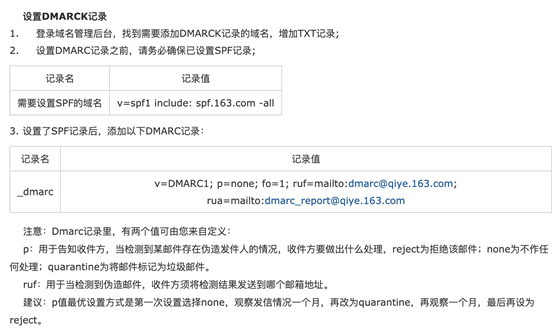 设置DMARCK记录
1. 登录域名管理后台，找到需要添加DMARCK记录的域名，增加TXT记录；
2. 设置DMARC记录之前，请务必确保已设置SPF记录；
记录名 记录值
需要设置SPF的域名 v=spf1 include: spf.163.com -all
3. 设置了SPF记录后，添加以下DMARC记录：
记录名 记录值
_dmarc v=DMARC1; p=none; fo=1; ruf=mailto:dmarc@qiye.163.com;
rua=mailto:dmarc_report@qiye.163.com
注意：Dmarc记录里，有两个值可由您来自定义：
p：用于告知收件方，当检测到某邮件存在伪造发件人的情况，收件方要做出什么处理，reject为拒绝该邮件；none为不作任
何处理；quarantine为将邮件标记为垃圾邮件。
ruf：用于当检测到伪造邮件，收件方须将检测结果发送到哪个邮箱地址。
建议：p值最优设置方式是第一次设置选择none，观察发信情况一个月，再改为quarantine，再观察一个月，最后再设为
reject。